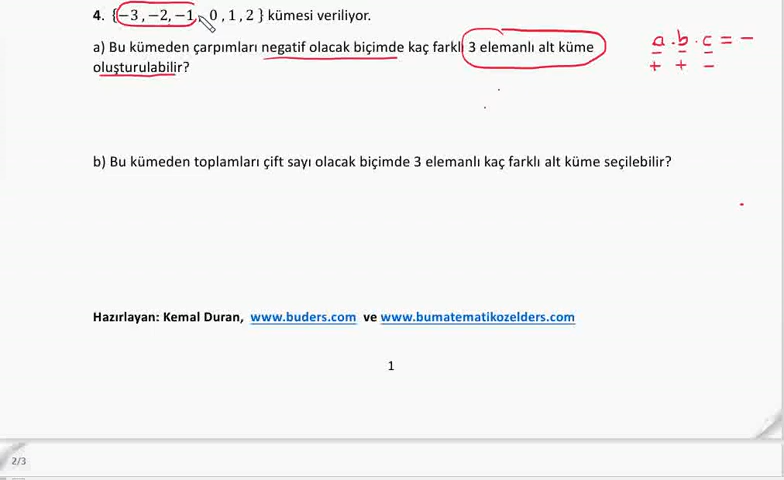 4. {−3 , −2, −1, 0 , 1 , 2 } kümesi veriliyor.
a) Bu kümeden çarpımları negatif olacak biçimde kaç farklı 3 elemanlı alt küme
oluşturulabilir?
a . b . c = −
− − −
+ + −
b) Bu kümeden toplamları çift sayı olacak biçimde 3 elemanlı kaç farklı alt küme seçilebilir?
Hazırlayan: Kemal Duran, www.buders.com ve www.bumatematikozelders.com
1
2/3